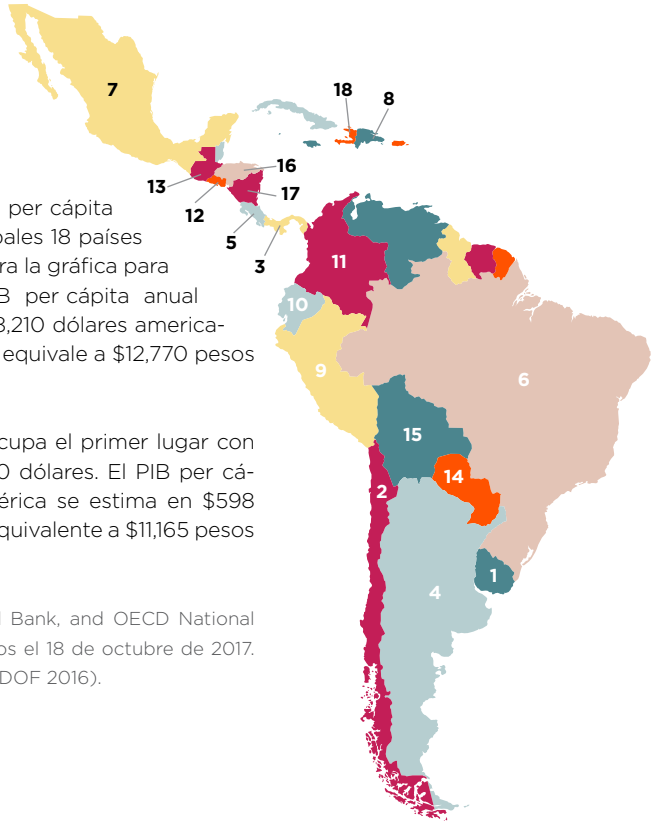 7
18
8
16
13
17
12
5
3
per cápita
pales 18 países
ra la gráfica para
B per cápita anual
3,210 dólares america-
equivale a $12,770 pesos
11
10
9
6
15
14
2
1
4
cupa el primer lugar con
0 dólares. El PIB per cá-
érica se estima en $598
quivalente a $11,165 pesos
d Bank, and OECD National
os el 18 de octubre de 2017.
DOF 2016).